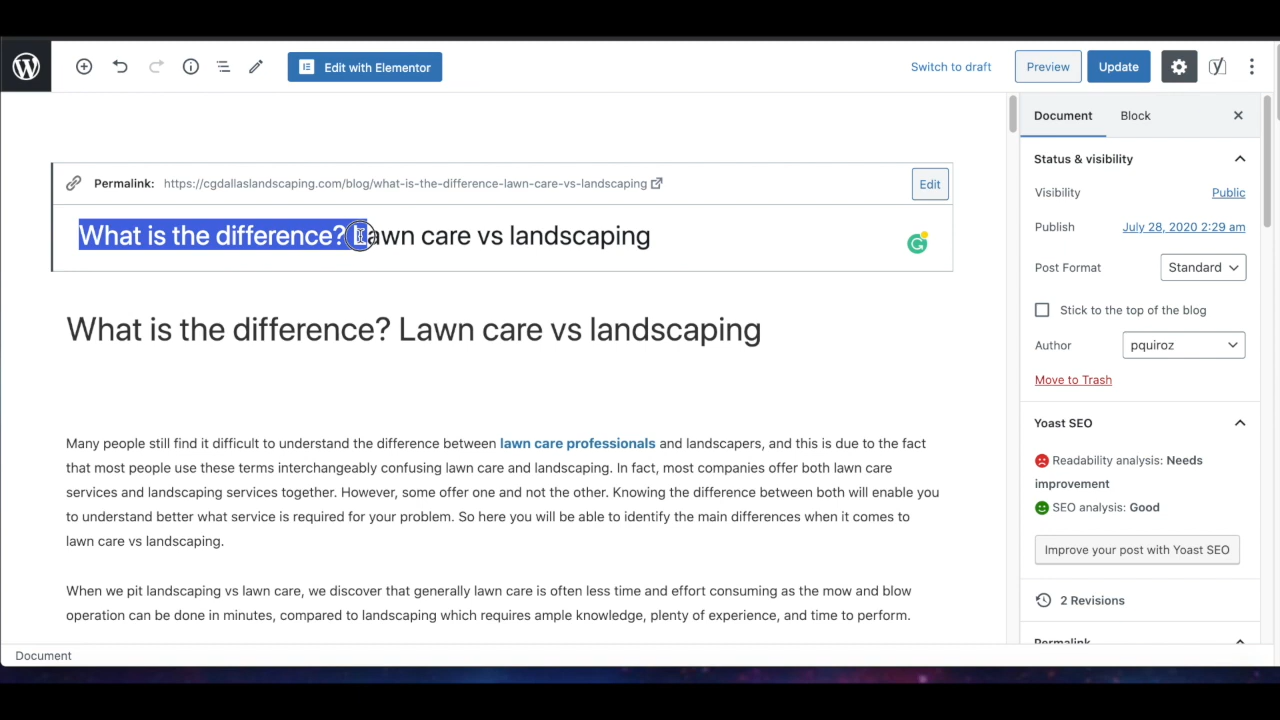 Edit with Elementor
Switch to draft
Preview
Update
Document
Block
Permalink: https://cgdallaslandscaping.com/blog/what-is-the-difference-lawn-care-vs-landscaping
Edit
What is the difference? Lawn care vs landscaping
What is the difference? Lawn care vs landscaping
Many people still find it difficult to understand the difference between lawn care professionals and landscapers, and this is due to the fact
that most people use these terms interchangeably confusing lawn care and landscaping. In fact, most companies offer both lawn care
services and landscaping services together. However, some offer one and not the other. Knowing the difference between both will enable you
to understand better what service is required for your problem. So here you will be able to identify the main differences when it comes to
lawn care vs landscaping.
When we pit landscaping vs lawn care, we discover that generally lawn care is often less time and effort consuming as the mow and blow
operation can be done in minutes, compared to landscaping which requires ample knowledge, plenty of experience, and time to perform.
Status & visibility
Visibility
Public
Publish
July 28, 2020 2:29 am
Post Format
Standard
Stick to the top of the blog
Author
pquiroz
Move to Trash
Yoast SEO
Readability analysis: Needs
improvement
SEO analysis: Good
Improve your post with Yoast SEO
2 Revisions
Permalink
Document